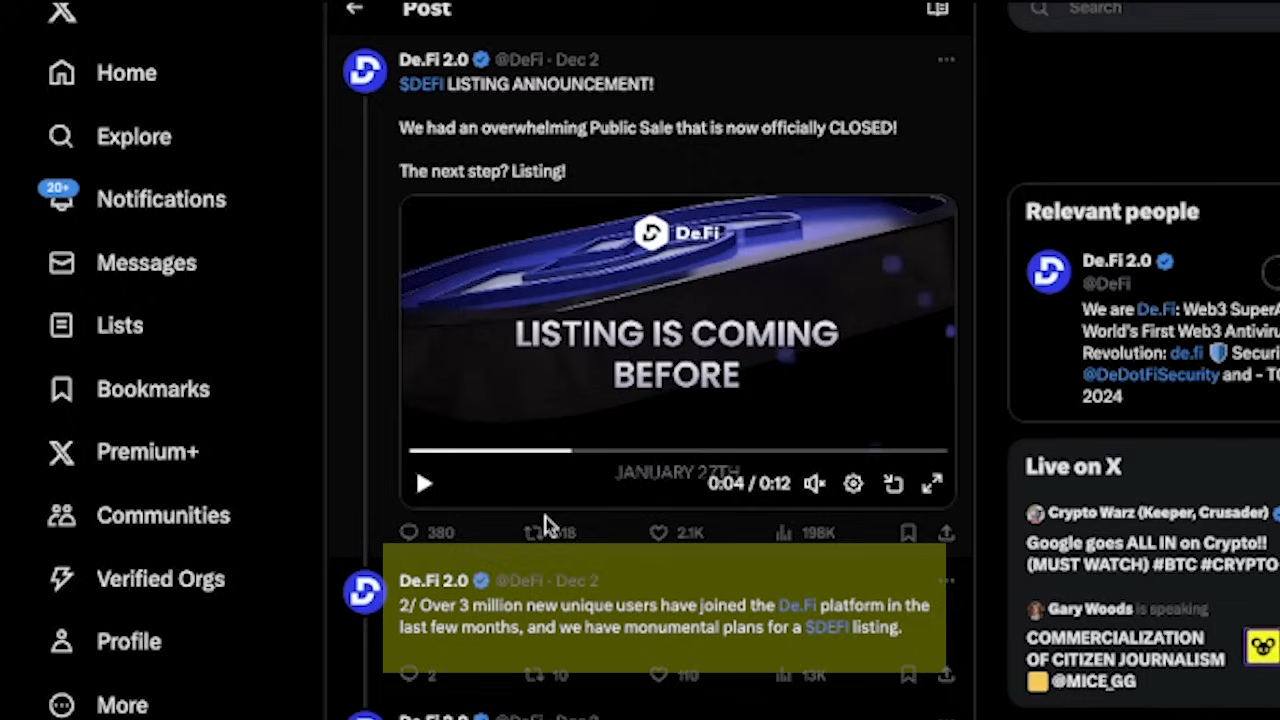 Home
Explore
20+
Notifications
Messages
Lists
Bookmarks
Premium+
Communities
Verified Orgs
Profile
More
Post
De.Fi 2.0 @DeFi · Dec 2
$DEFI LISTING ANNOUNCEMENT!
We had an overwhelming Public Sale that is now officially CLOSED!
The next step? Listing!
De.Fi
LISTING IS COMING
BEFORE
JANUARY 27TH
0:04 / 0:12
380
2.1K
198K
De.Fi 2.0 @DeFi · Dec 2
2/ Over 3 million new unique users have joined the De.Fi platform in the
last few months, and we have monumental plans for a $DEFI listing.
2 10 110 13K
Search
Relevant people
De.Fi 2.0
@DeFi
We are De.Fi: Web3
World's First Web3
Revolution: de.fi
@DeDotFiSecurity and -
2024
Live on X
Crypto Warz (Keeper, Crusader)
Google goes ALL IN on Crypto!!
(MUST WATCH) #BTC #CRYPTO
Gary Woods is speaking
COMMERCIALIZATION
OF CITIZEN JOURNALISM
@MICE_GG